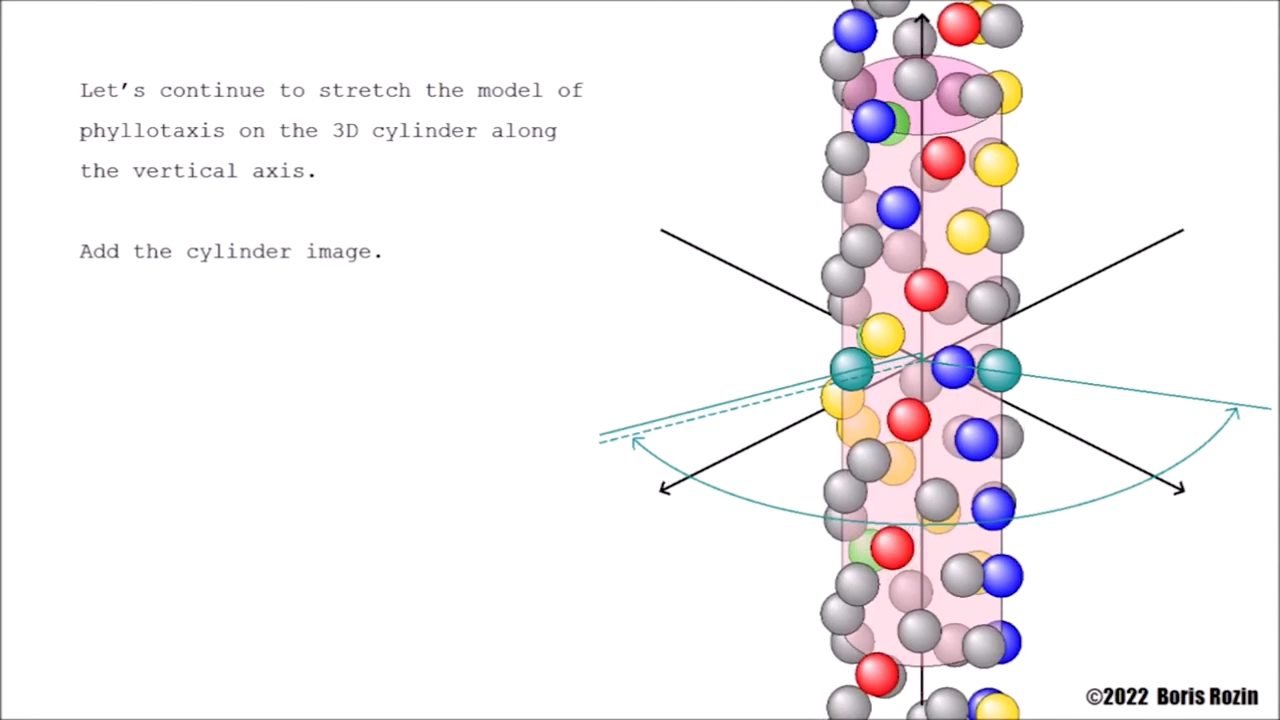 Let’s continue to stretch the model of
phyllotaxis on the 3D cylinder along
the vertical axis.
Add the cylinder image.
©2022 Boris Rozin